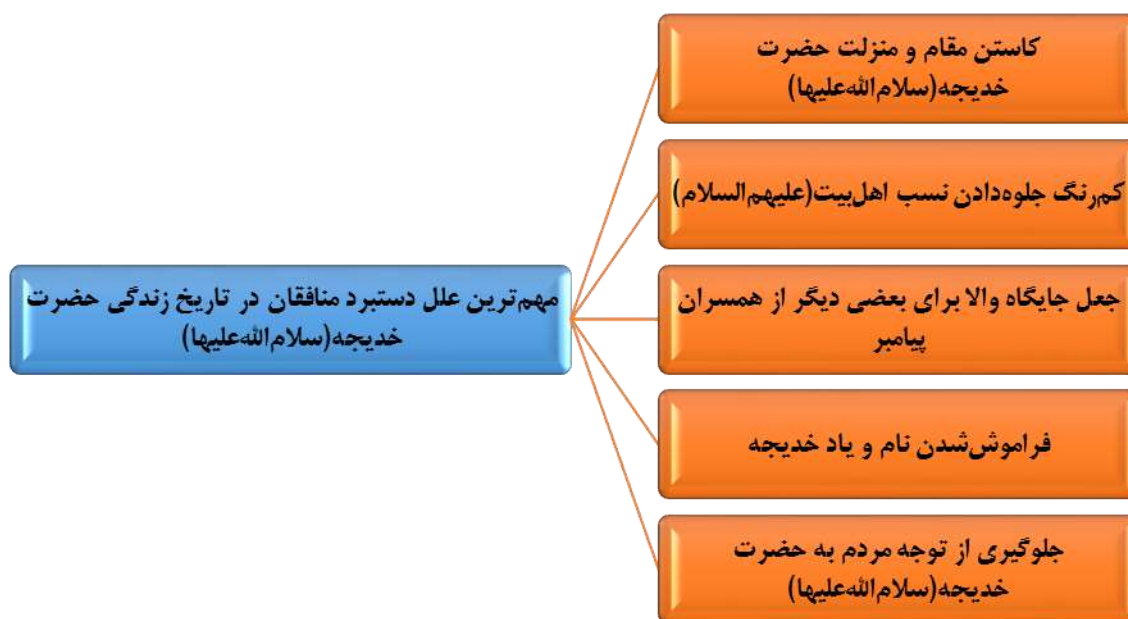 مهم‌ترین علل دستبرد منافقان در تاریخ زندگی حضرت
خدیجه(سلام‌الله‌علیها)
کاستن مقام و منزلت حضرت
خدیجه(سلام‌الله‌علیها)
کم‌رنگ جلوه‌دادن نسب اهل‌بیت(علیهم‌السلام)
جعل جایگاه والا برای بعضی دیگر از همسران
پیامبر
فراموش‌شدن نام و یاد خدیجه
جلوگیری از توجه مردم به حضرت
خدیجه(سلام‌الله‌علیها)